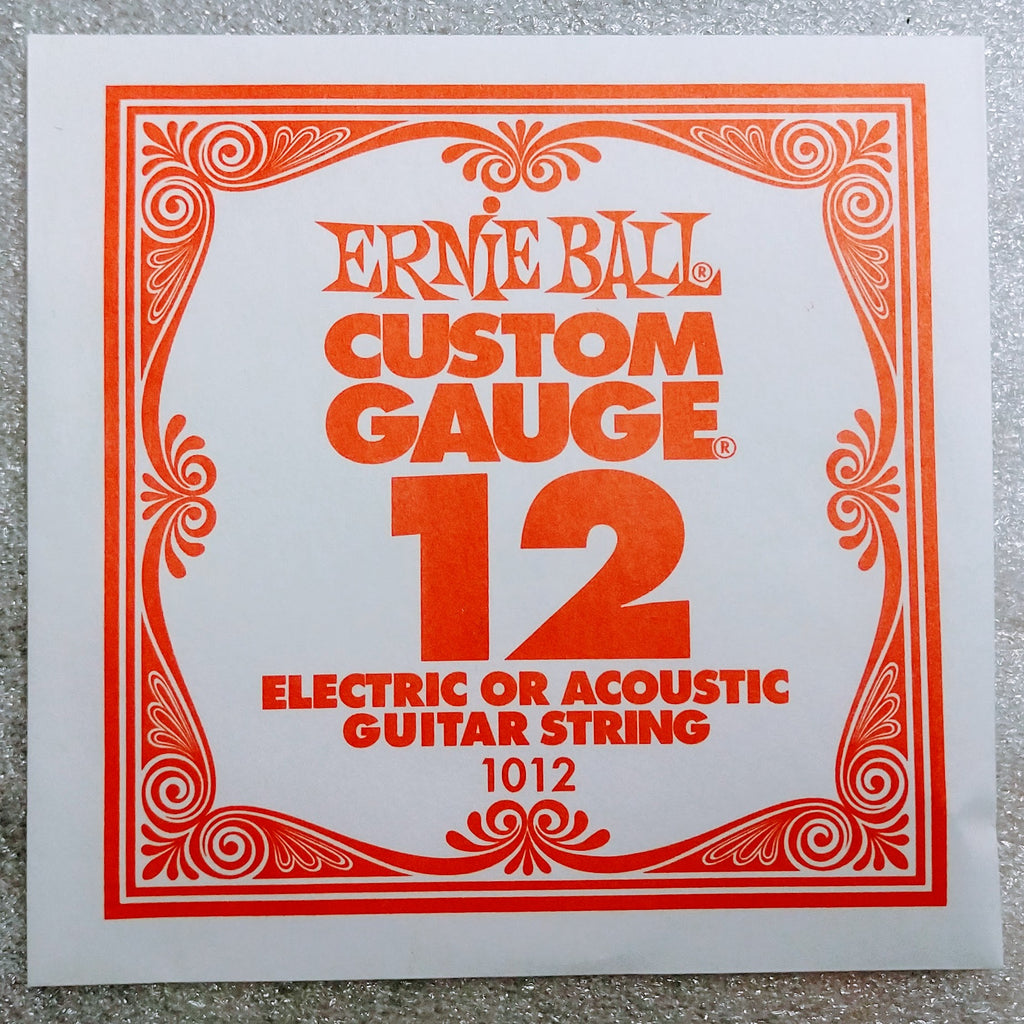 ERNiE BALL®
CUSTOM
GAUGE®
12
ELECTRIC OR ACOUSTIC
GUITAR STRING
1012